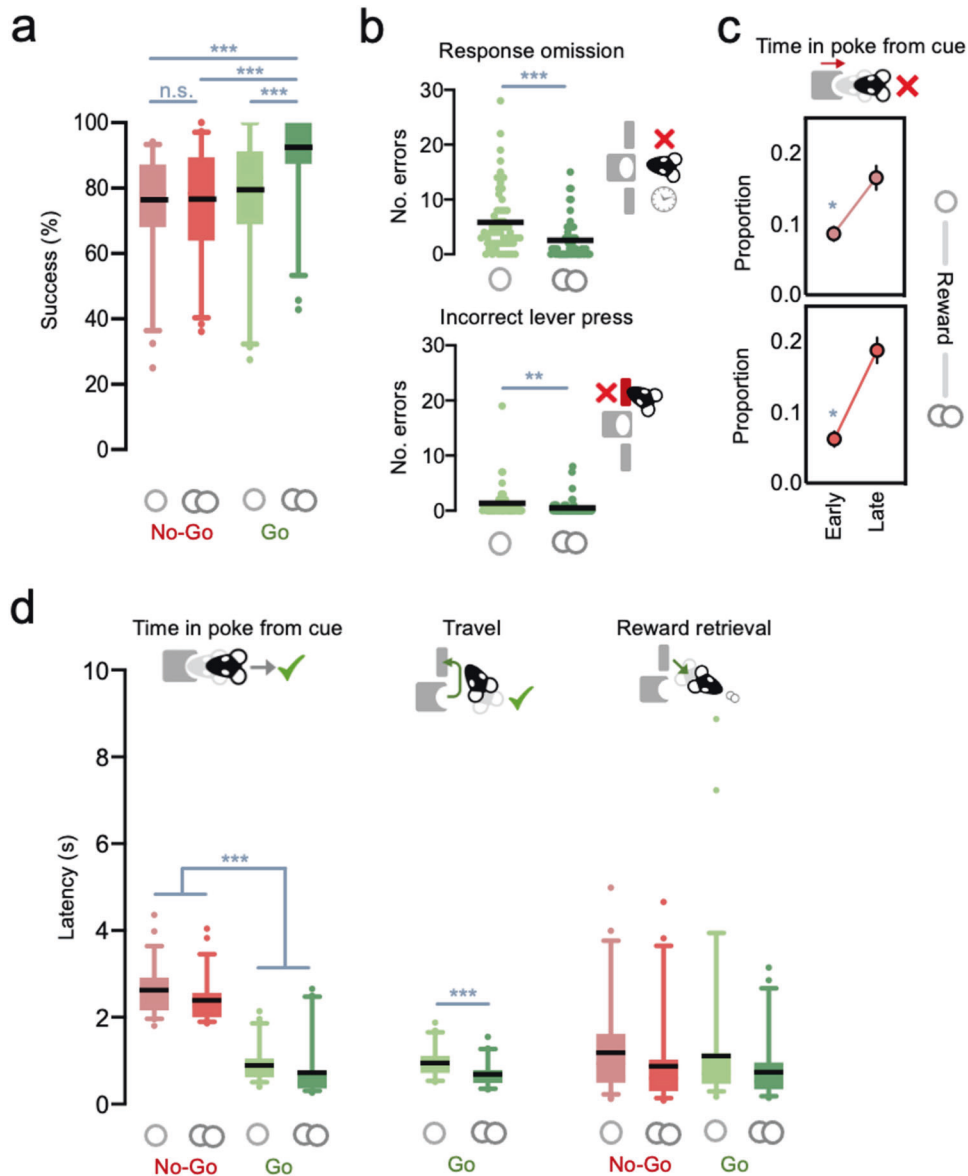 a
***
***
n.s.
***
100
80
60
40
20
0
Success (%)
No-Go
Go
b
Response omission
***
30
20
10
0
No. errors
Incorrect lever press
**
30
20
10
0
No. errors
c
Time in poke from cue
0.2
0.1
0.0
Proportion
*
0.2
0.1
0.0
Proportion
*
Early
Late
Reward
d
Time in poke from cue
Travel
Reward retrieval
10
8
6
4
2
0
Latency (s)
***
***
No-Go
Go
Go
No-Go
Go